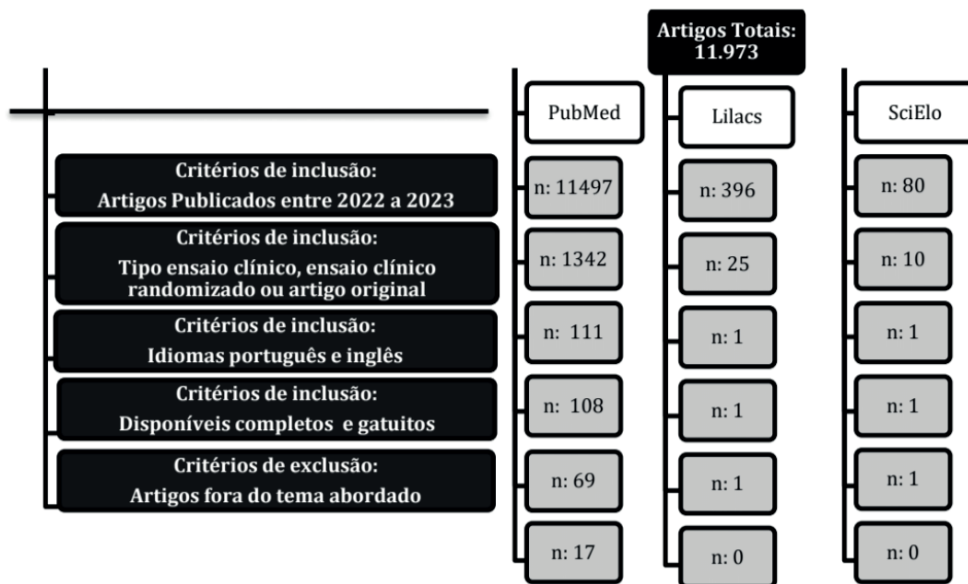 Artigos Totais:
11.973
PubMed
Lilacs
SciElo
Critérios de inclusão:
Artigos Publicados entre 2022 a 2023
n: 11497
n: 396
n: 80
Critérios de inclusão:
Tipo ensaio clínico, ensaio clínico
randomizado ou artigo original
n: 1342
n: 25
n: 10
Critérios de inclusão:
Idiomas português e inglês
n: 111
n: 1
n: 1
Critérios de inclusão:
Disponíveis completos e gatuitos
n: 108
n: 1
n: 1
Critérios de exclusão:
Artigos fora do tema abordado
n: 69
n: 1
n: 1
n: 17
n: 0
n: 0